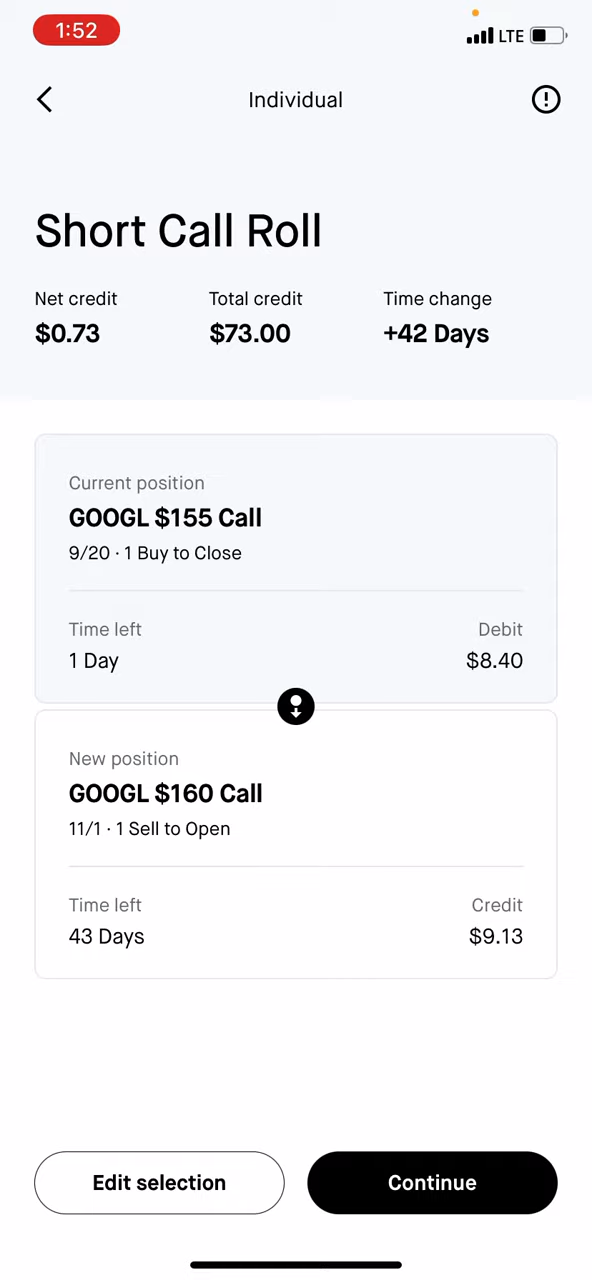 1:52
LTE
Individual
Short Call Roll
Net credit Total credit Time change
$0.73 $73.00 +42 Days
Current position
GOOGL $155 Call
9/20 · 1 Buy to Close
Time left Debit
1 Day $8.40
New position
GOOGL $160 Call
11/1 · 1 Sell to Open
Time left Credit
43 Days $9.13
Edit selection Continue